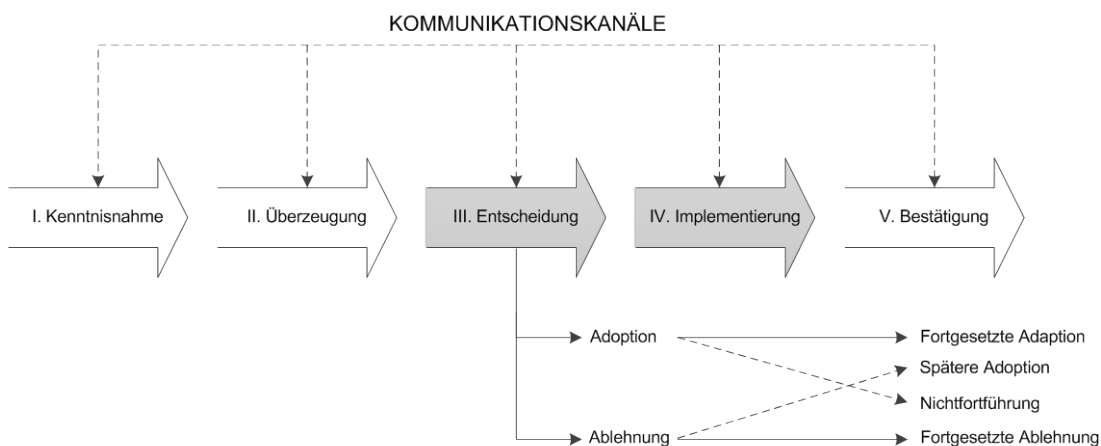 KOMMUNIKATIONSKANÄLE
I. Kenntnisnahme
II. Überzeugung
III. Entscheidung
IV. Implementierung
V. Bestätigung
Adoption
Fortgesetzte Adaption
Spätere Adoption
Nichtfortführung
Ablehnung
Fortgesetzte Ablehnung